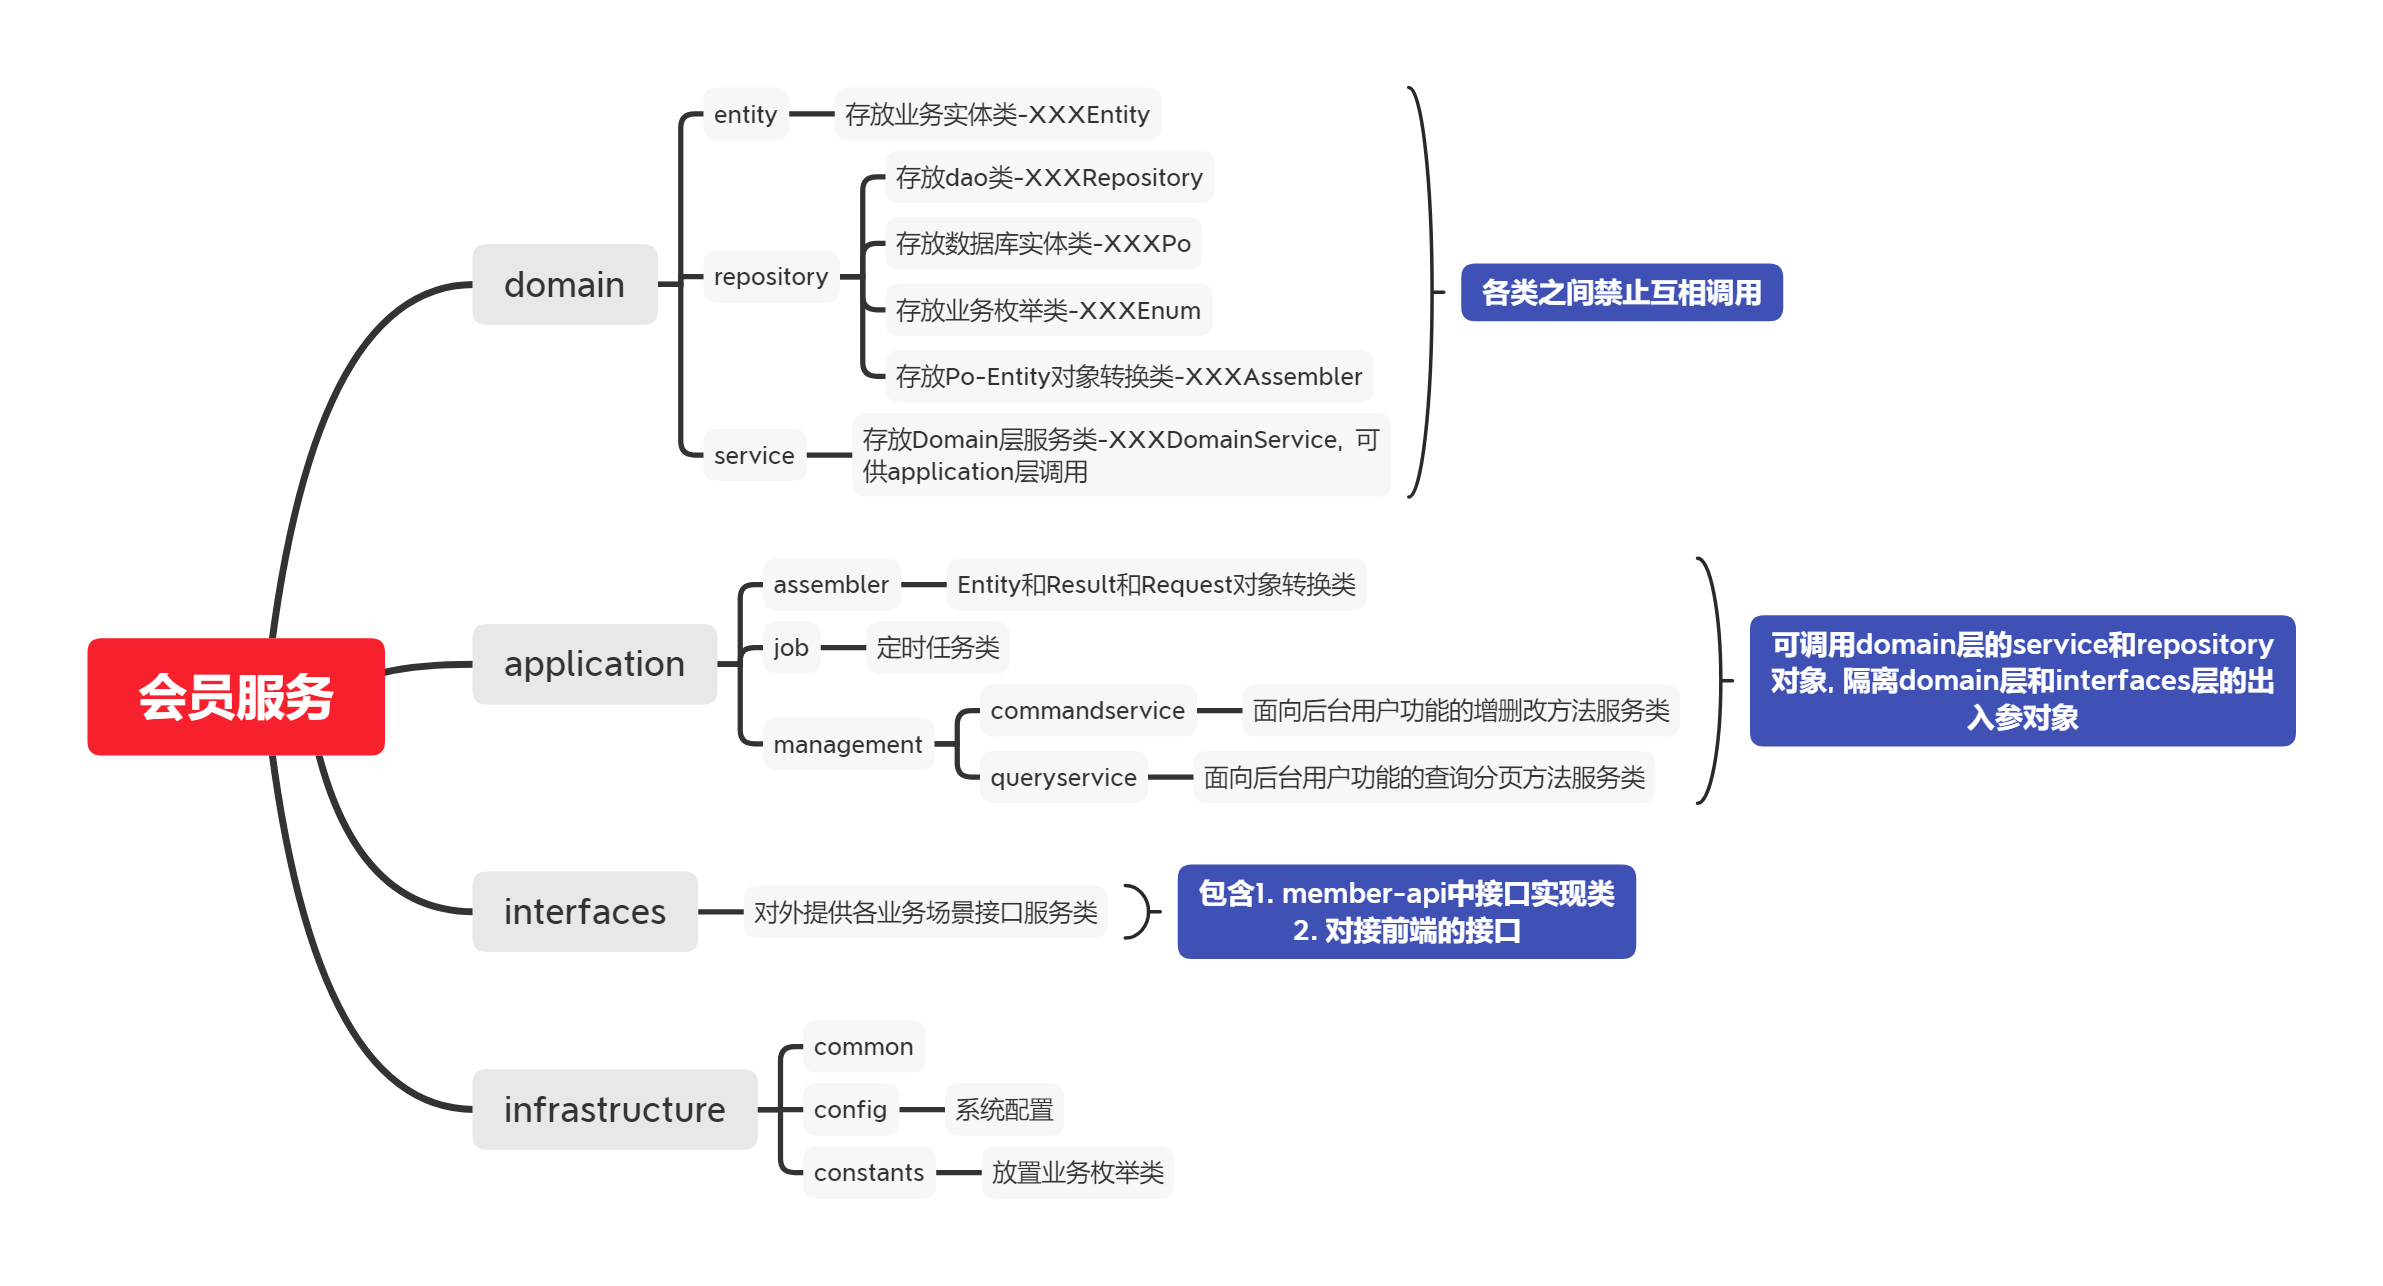 会员服务
domain
entity
存放业务实体类-XXXEntity
repository
存放dao类-XXXRepository
存放数据库实体类-XXXPo
存放业务枚举类-XXXEnum
存放Po-Entity对象转换类-XXXAssembler
service
存放Domain层服务类-XXXDomainService，可
供application层调用
各类之间禁止互相调用
application
assembler
Entity和Result和Request对象转换类
job
定时任务类
management
commandservice
面向后台用户功能的增删改方法服务类
queryservice
面向后台用户功能的查询分页方法服务类
可调用domain层的service和repository
对象, 隔离domain层和interfaces层的出
入参对象
interfaces
对外提供各业务场景接口服务类
包含1. member-api中接口实现类
2. 对接前端的接口
infrastructure
common
config
系统配置
constants
放置业务枚举类